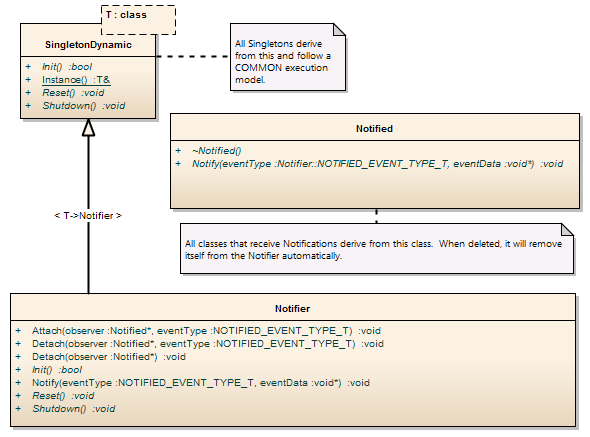 T : class
SingletonDynamic
+ Init() :bool
+ Instance() :T&
+ Reset() :void
+ Shutdown() :void
All Singletons derive
from this and follow a
COMMON execution
model.
Notified
+ ~Notified()
+ Notify(eventType :Notifier::NOTIFIED_EVENT_TYPE_T, eventData :void*) :void
< T->Notifier >
All classes that receive Notifications derive from this class. When deleted, it will remove
itself from the Notifier automatically.
Notifier
+ Attach(observer :Notified*, eventType :NOTIFIED_EVENT_TYPE_T) :void
+ Detach(observer :Notified*, eventType :NOTIFIED_EVENT_TYPE_T) :void
+ Detach(observer :Notified*) :void
+ Init() :bool
+ Notify(eventType :NOTIFIED_EVENT_TYPE_T, eventData :void*) :void
+ Reset() :void
+ Shutdown() :void